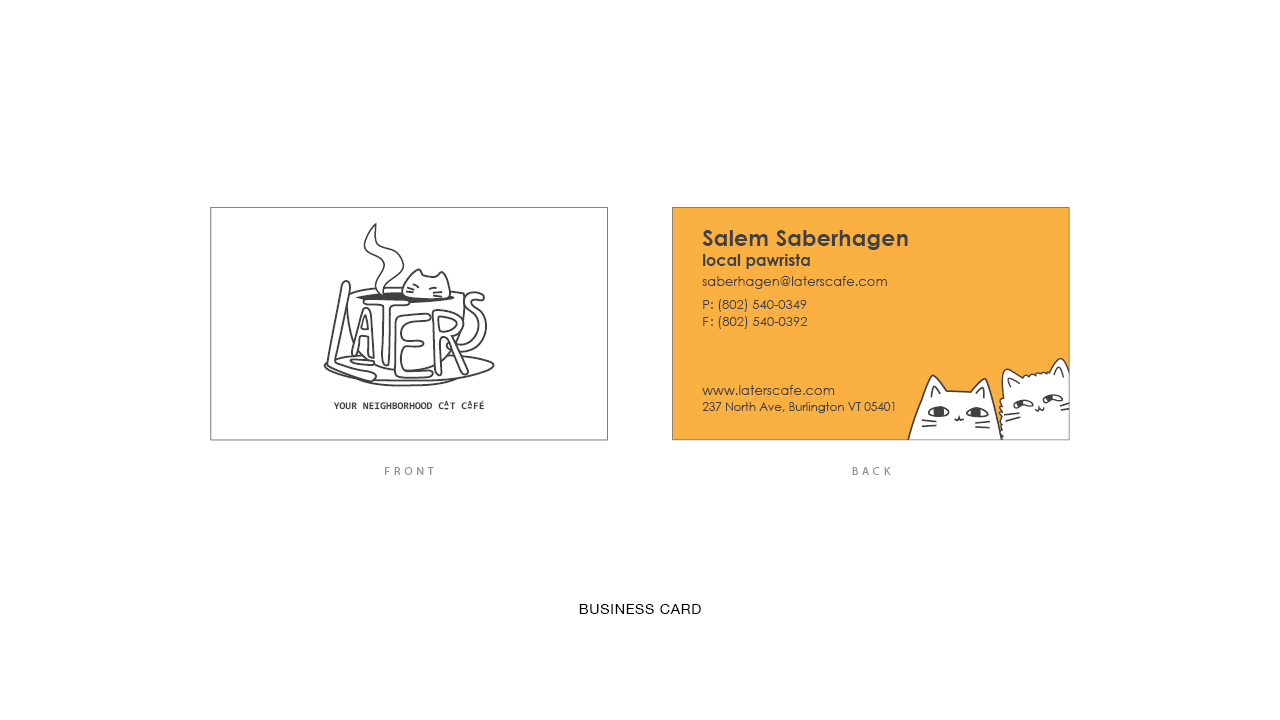 LATERS
YOUR NEIGHBORHOOD CAT CAFÉ
FRONT
Salem Saberhagen
local pawrista
saberhagen@laterscafe.com
P: (802) 540-0349
F: (802) 540-0392
www.laterscafe.com
237 North Ave, Burlington VT 05401
BACK
BUSINESS CARD